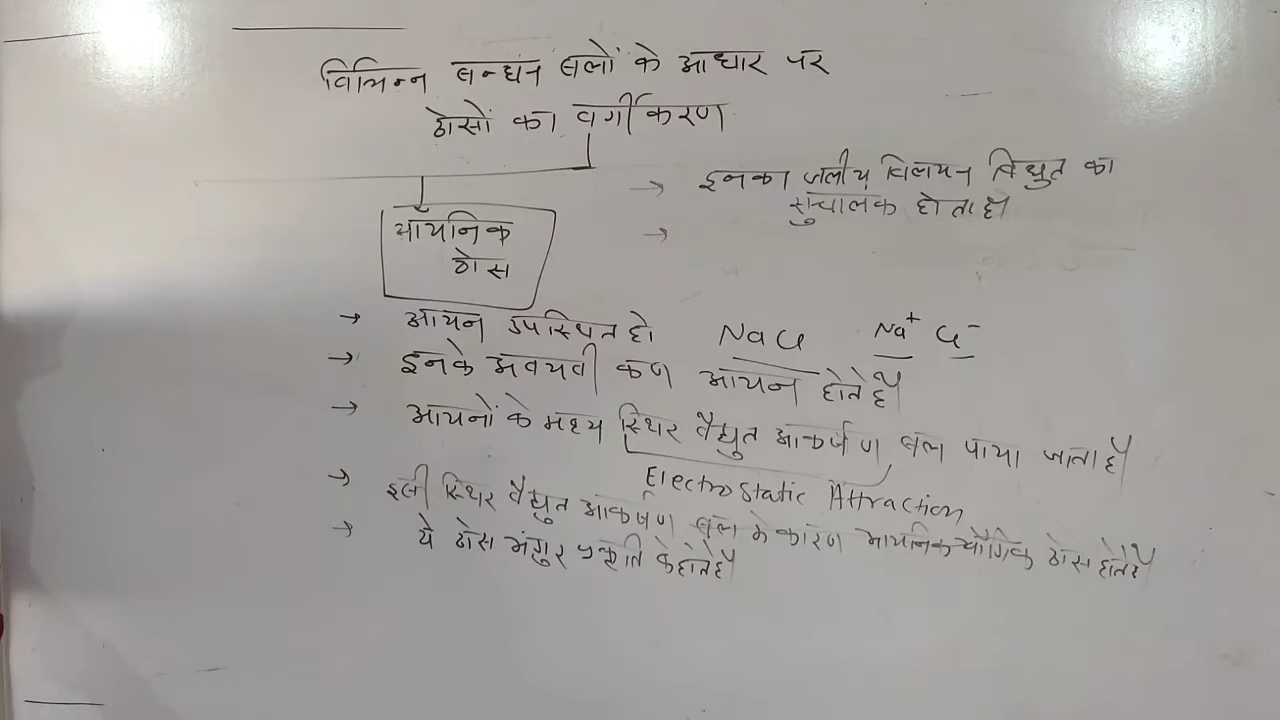 विभिन्न बन्धन बलों के आधार पर
ठोसों का वर्गीकरण
आयनिक
ठोस
→ इनका जलीय विलयन विद्युत का
सुचालक होता है
→
→ आयन उपस्थित हो NaCl Na⁺ Cl⁻
→ इनके अवयवी कण आयन होते हैं
→ आयनों के मध्य स्थिर वैद्युत आकर्षण बल पाया जाता है
Electrostatic Attraction
→ इसी स्थिर वैद्युत आकर्षण बल के कारण आयनिक यौगिक ठोस होते हैं
→ ये ठोस भंगुर प्रकृति के होते हैं